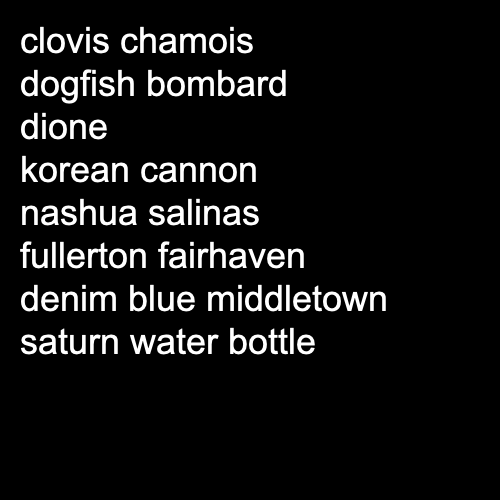 clovis chamois
dogfish bombard
dione
korean cannon
nashua salinas
fullerton fairhaven
denim blue middletown
saturn water bottle